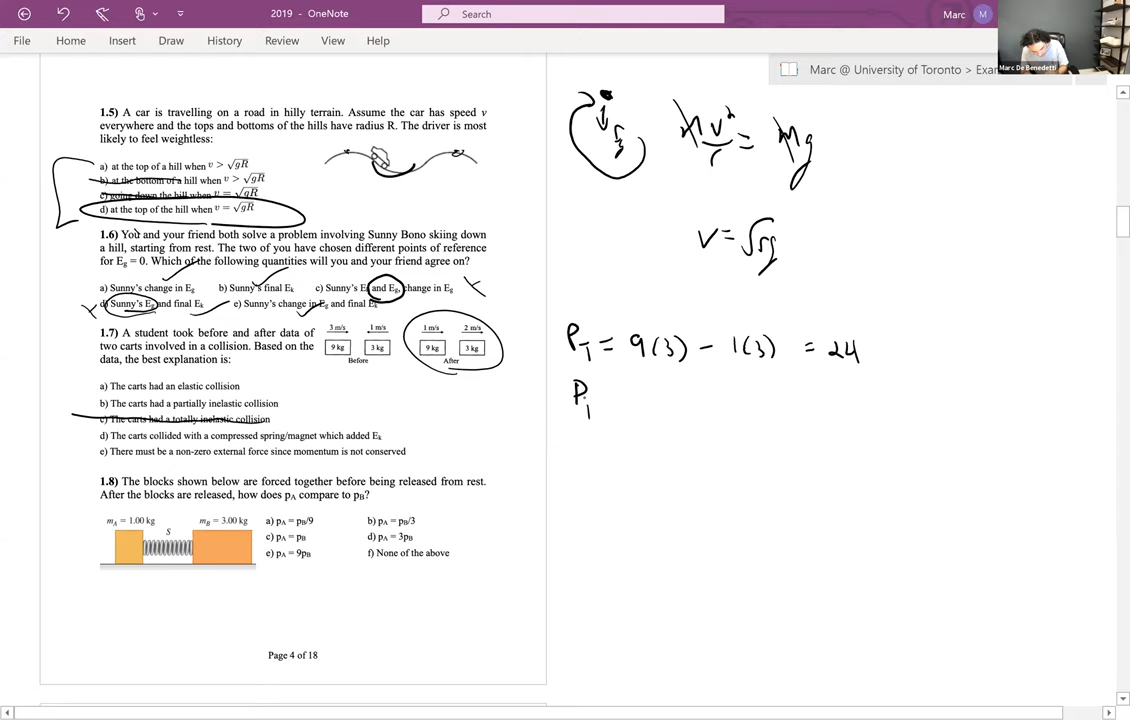 2019 - OneNote
Search
Marc
M
File Home Insert Draw History Review View Help
Marc De Benedetti
Marc @ University of Toronto > Exam
1.5) A car is travelling on a road in hilly terrain. Assume the car has speed v
everywhere and the tops and bottoms of the hills have radius R. The driver is most
likely to feel weightless:
a) at the top of a hill when v > √gR
b) at the bottom of a hill when v > √gR
c) going down the hill when v = √gR
d) at the top of the hill when v = √gR
1.6) You and your friend both solve a problem involving Sunny Bono skiing down
a hill, starting from rest. The two of you have chosen different points of reference
for Eg = 0. Which of the following quantities will you and your friend agree on?
a) Sunny's change in Eg b) Sunny's final Ek c) Sunny's Eg and Eg, change in Eg
d) Sunny's Eg and final Ek e) Sunny's change in Eg and final Ek
1.7) A student took before and after data of
two carts involved in a collision. Based on the
data, the best explanation is:
3 m/s 1 m/s 1 m/s 2 m/s
9 kg 3 kg 9 kg 3 kg
Before After
a) The carts had an elastic collision
b) The carts had a partially inelastic collision
c) The carts had a totally inelastic collision
d) The carts collided with a compressed spring/magnet which added Ek
e) There must be a non-zero external force since momentum is not conserved
1.8) The blocks shown below are forced together before being released from rest.
After the blocks are released, how does pA compare to pB?
mA = 1.00 kg mB = 3.00 kg
S
a) pA = pB/9 b) pA = pB/3
c) pA = pB d) pA = 3pB
e) pA = 9pB f) None of the above
Page 4 of 18
mv²/r = mg
v = √rg
PT = 9(3) - 1(3) = 24
P